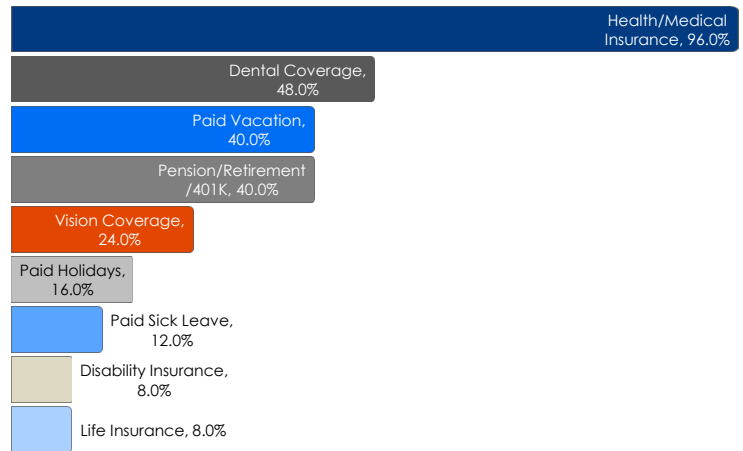 Health/Medical
Insurance, 96.0%
Dental Coverage,
48.0%
Paid Vacation,
40.0%
Pension/Retirement
/401K, 40.0%
Vision Coverage,
24.0%
Paid Holidays,
16.0%
Paid Sick Leave,
12.0%
Disability Insurance,
8.0%
Life Insurance, 8.0%